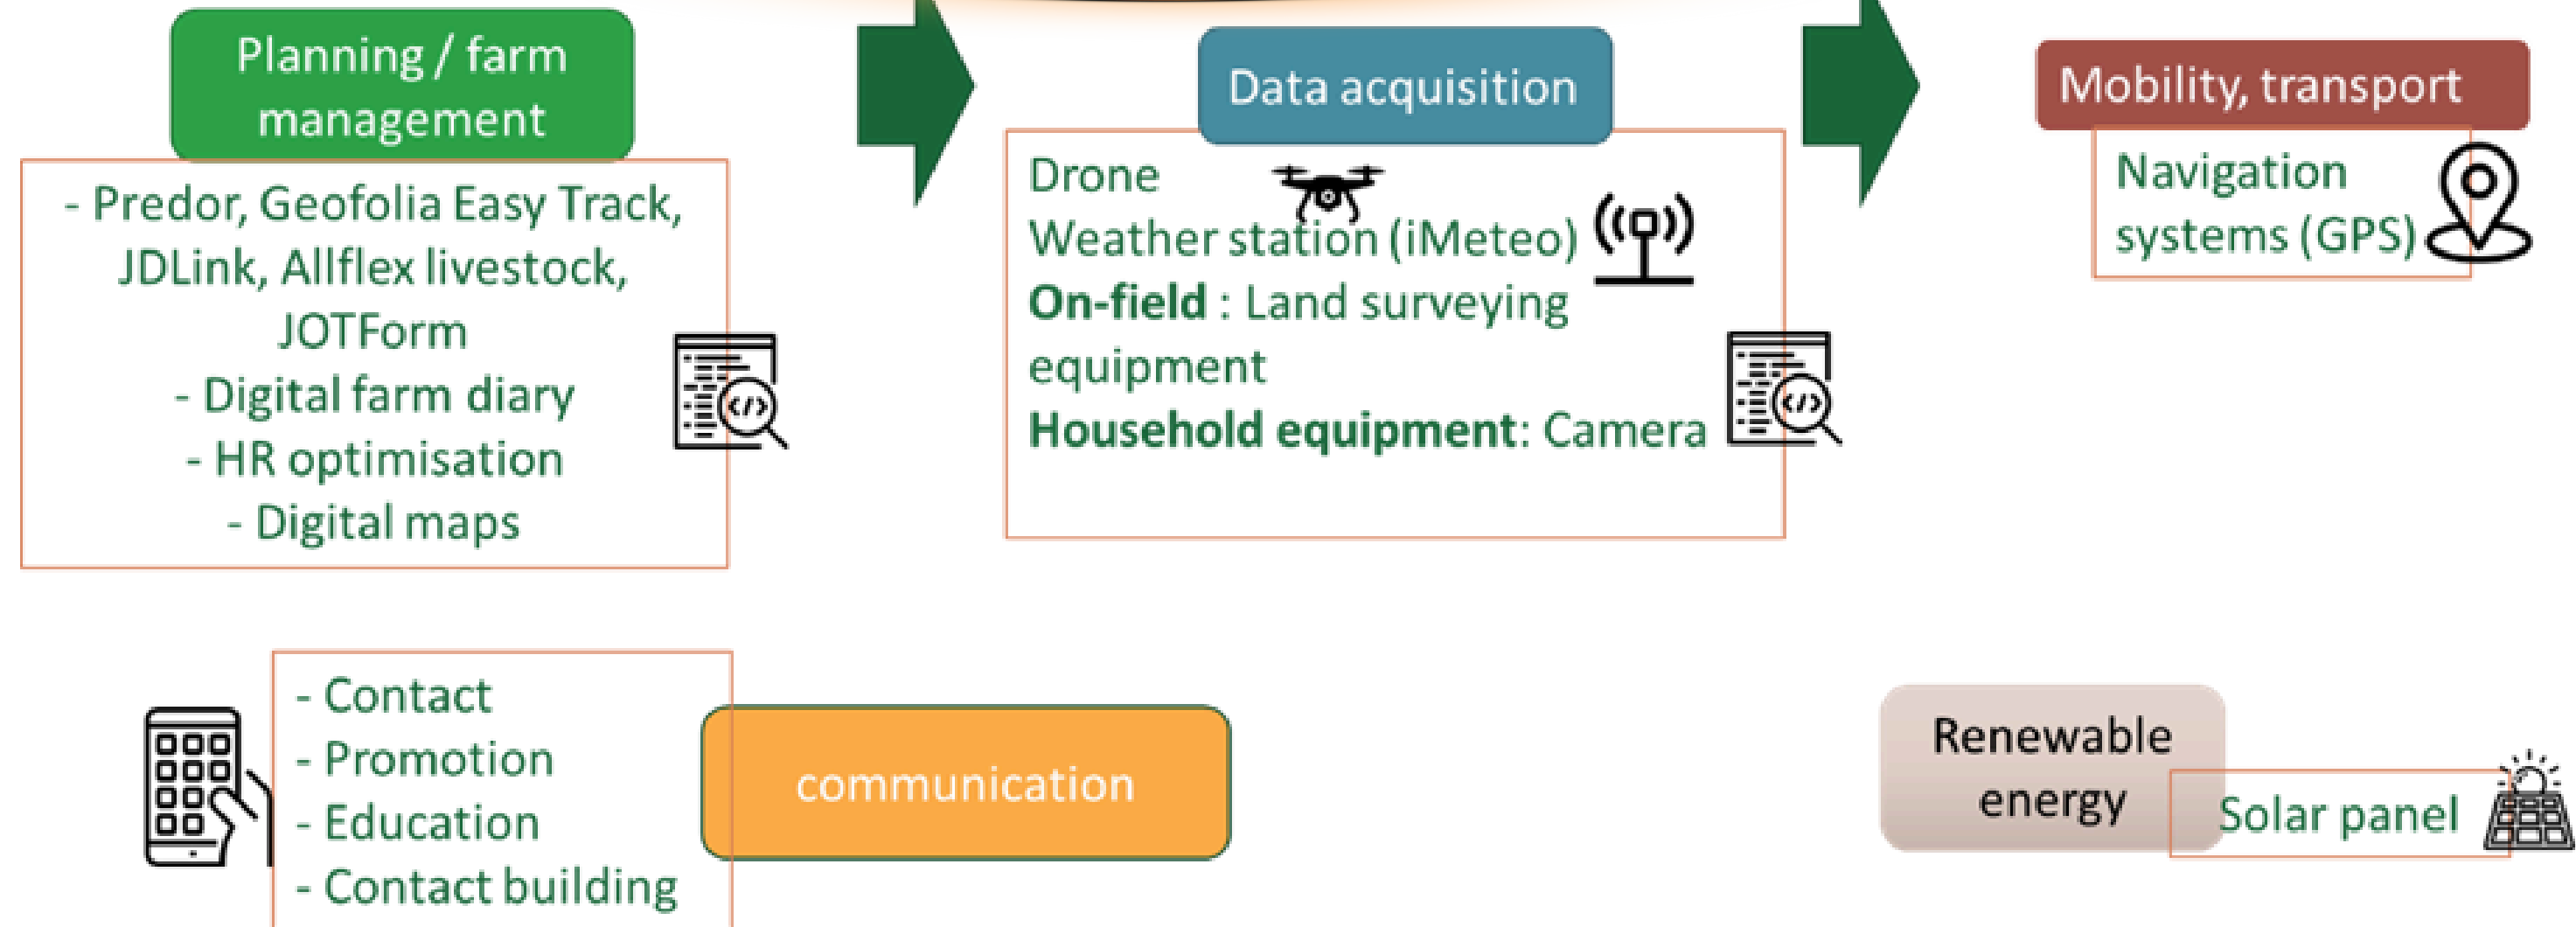 Planning / farm
management
- Predor, Geofolia Easy Track,
JDLink, Allflex livestock,
JOTForm
- Digital farm diary
- HR optimisation
- Digital maps
Data acquisition
Drone
Weather station (iMeteo)
On-field : Land surveying
equipment
Household equipment: Camera
Mobility, transport
Navigation
systems (GPS)
- Contact
- Promotion
- Education
- Contact building
communication
Renewable
energy
Solar panel